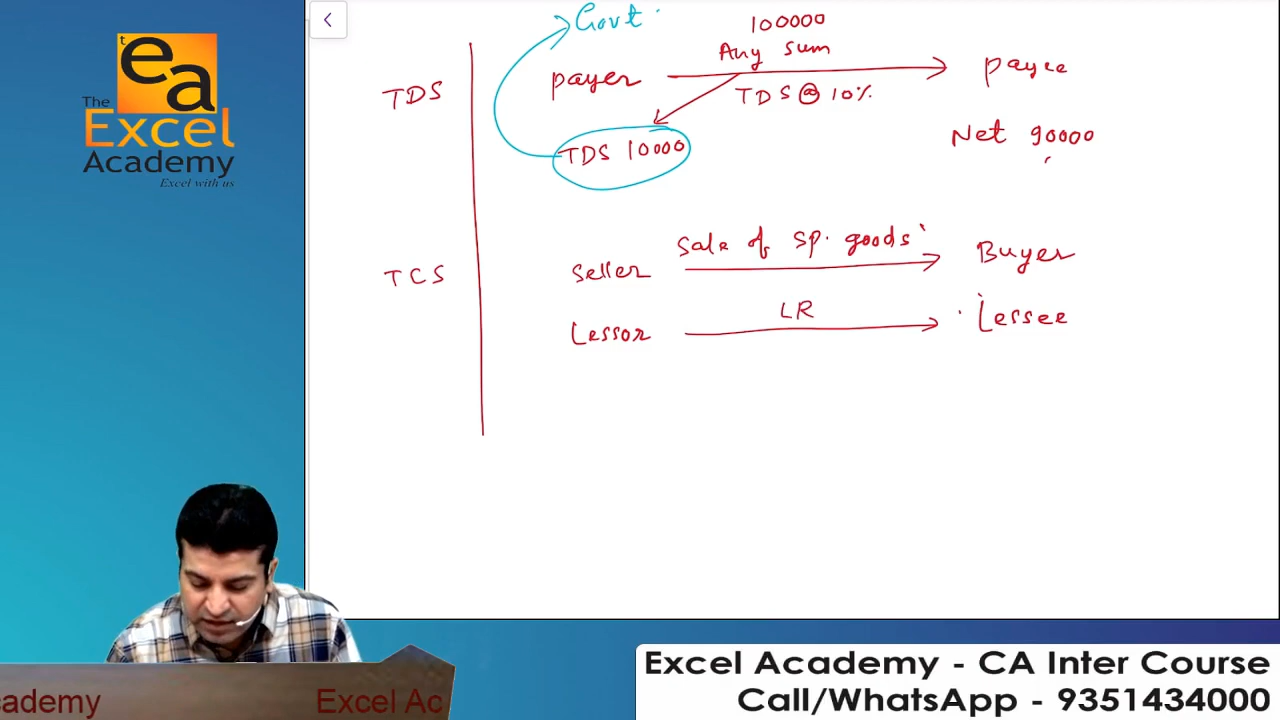 t
ea
The
Excel
Academy
Excel with us
Govt.
100000
Any sum
payer
payee
TDS
TDS @ 10%
TDS 10000
Net 90000
Sale of Sp. goods
Seller
Buyer
TCS
LR
Lessor
Lessee
cademy
Excel Ac
Excel Academy - CA Inter Course
Call/WhatsApp - 9351434000